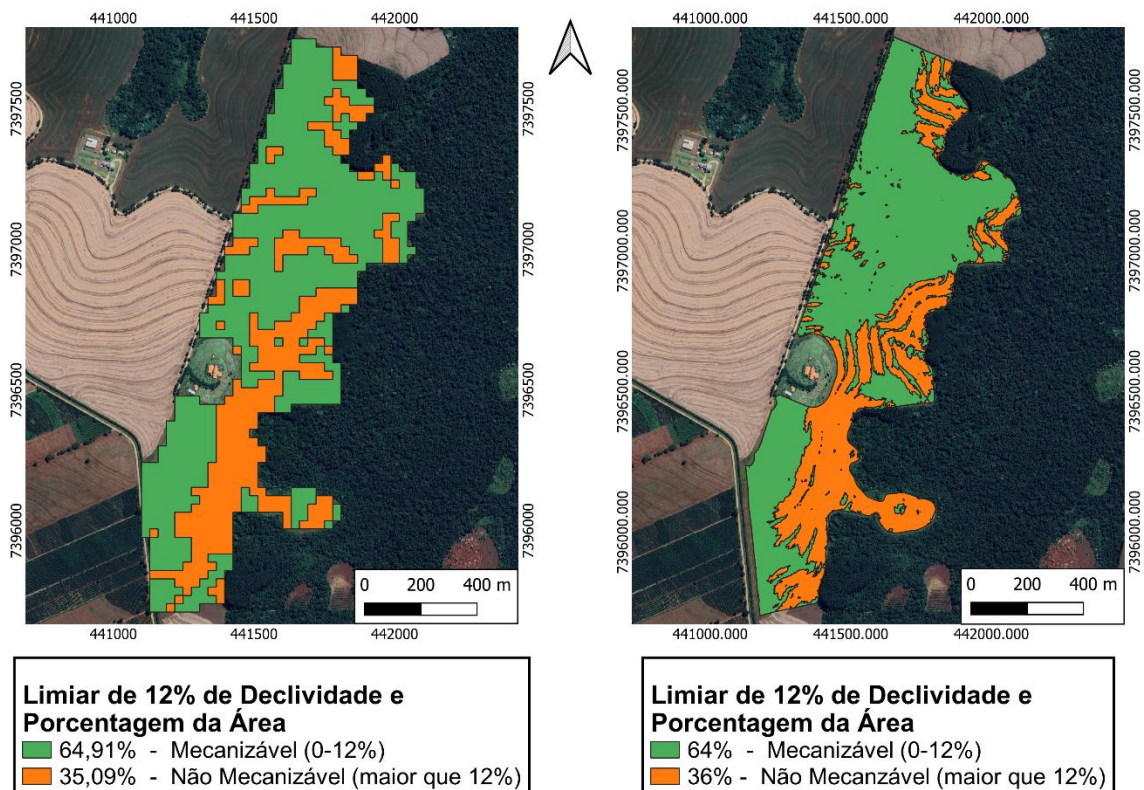 441000 441500 442000
441000.000 441500.000 442000.000
7397500
7397000
7396500
7396000
7397500
7397000
7396500
7396000
7397500.000
7397000.000
7396500.000
7396000.000
7397500.000
7397000.000
7396500.000
7396000.000
0 200 400 m
0 200 400 m
441000 441500 442000
441000.000 441500.000 442000.000
Limiar de 12% de Declividade e
Porcentagem da Área
64,91% - Mecanizável (0-12%)
35,09% - Não Mecanizável (maior que 12%)
Limiar de 12% de Declividade e
Porcentagem da Área
64% - Mecanizável (0-12%)
36% - Não Mecanzável (maior que 12%)